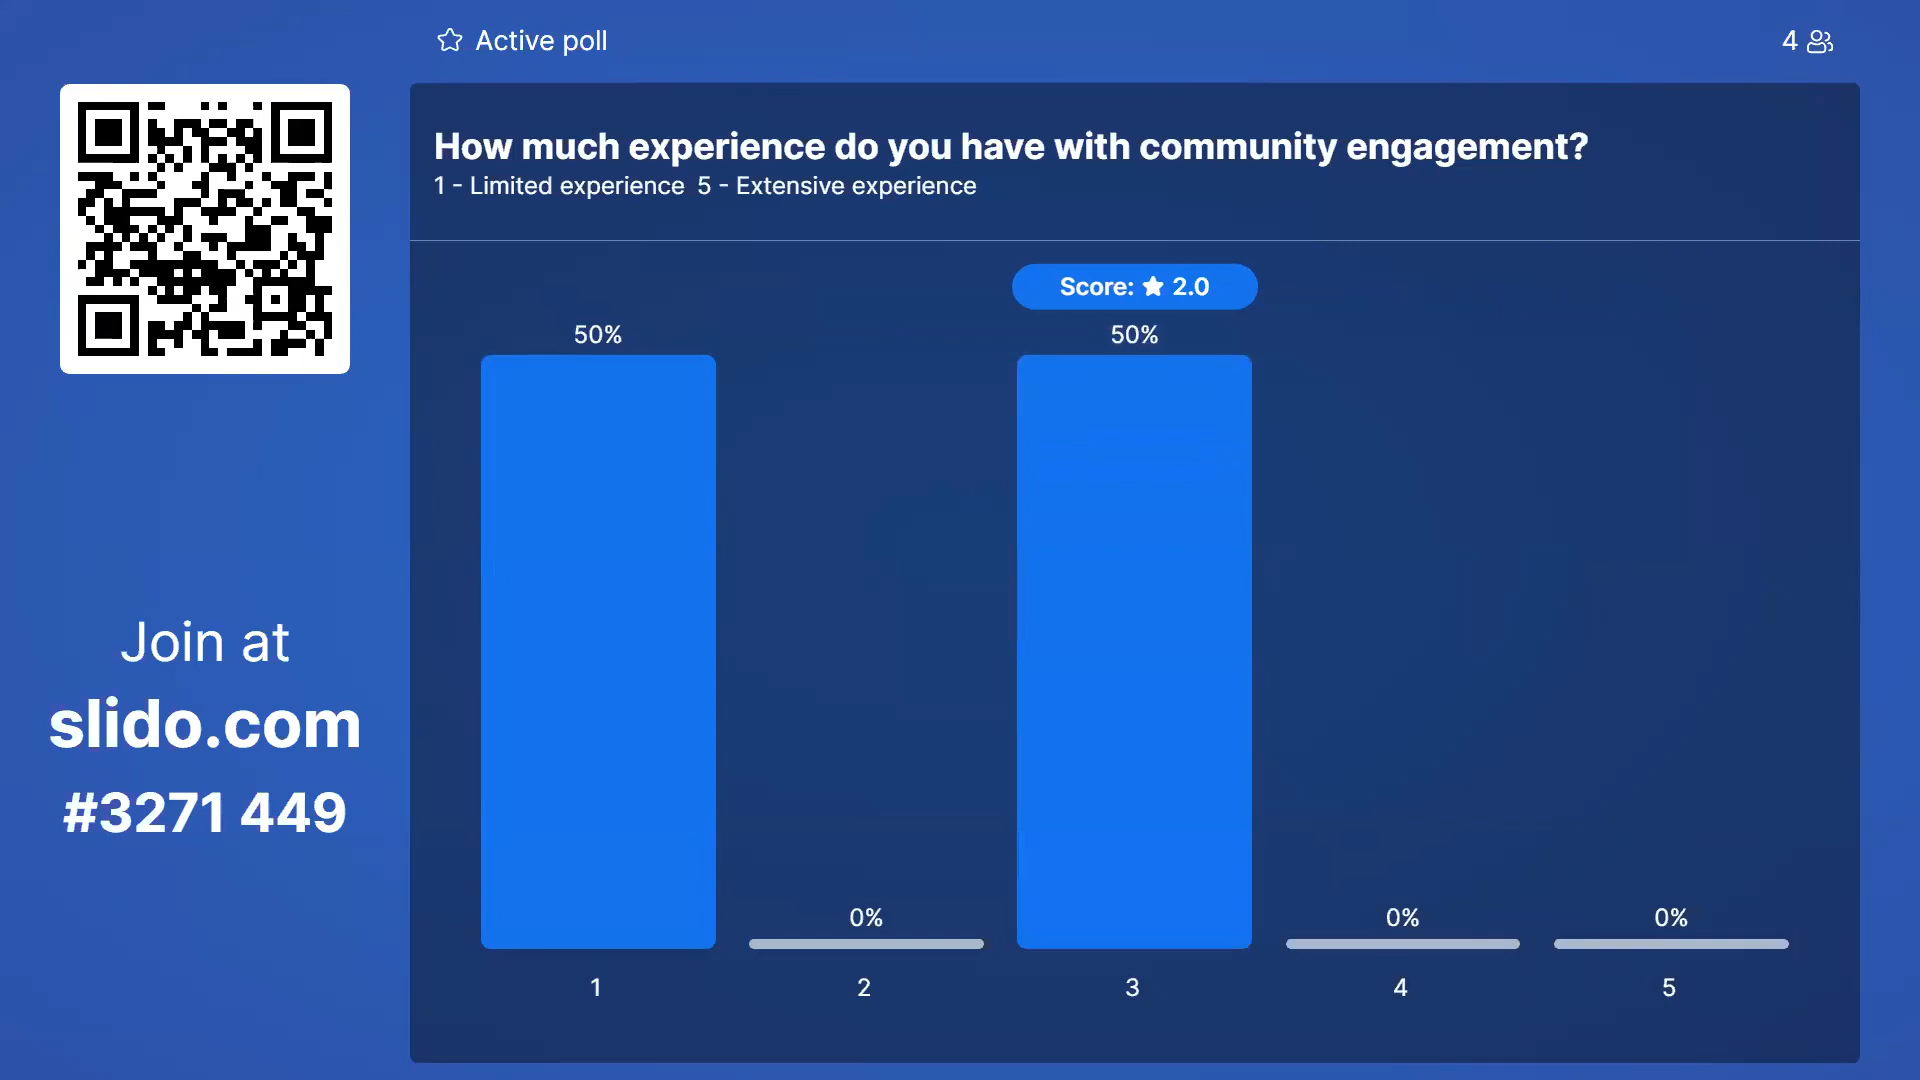 Active poll
4
How much experience do you have with community engagement?
1 - Limited experience 5 - Extensive experience
Score: 2.0
50%
50%
0%
0%
0%
1
2
3
4
5
Join at
slido.com
#3271 449